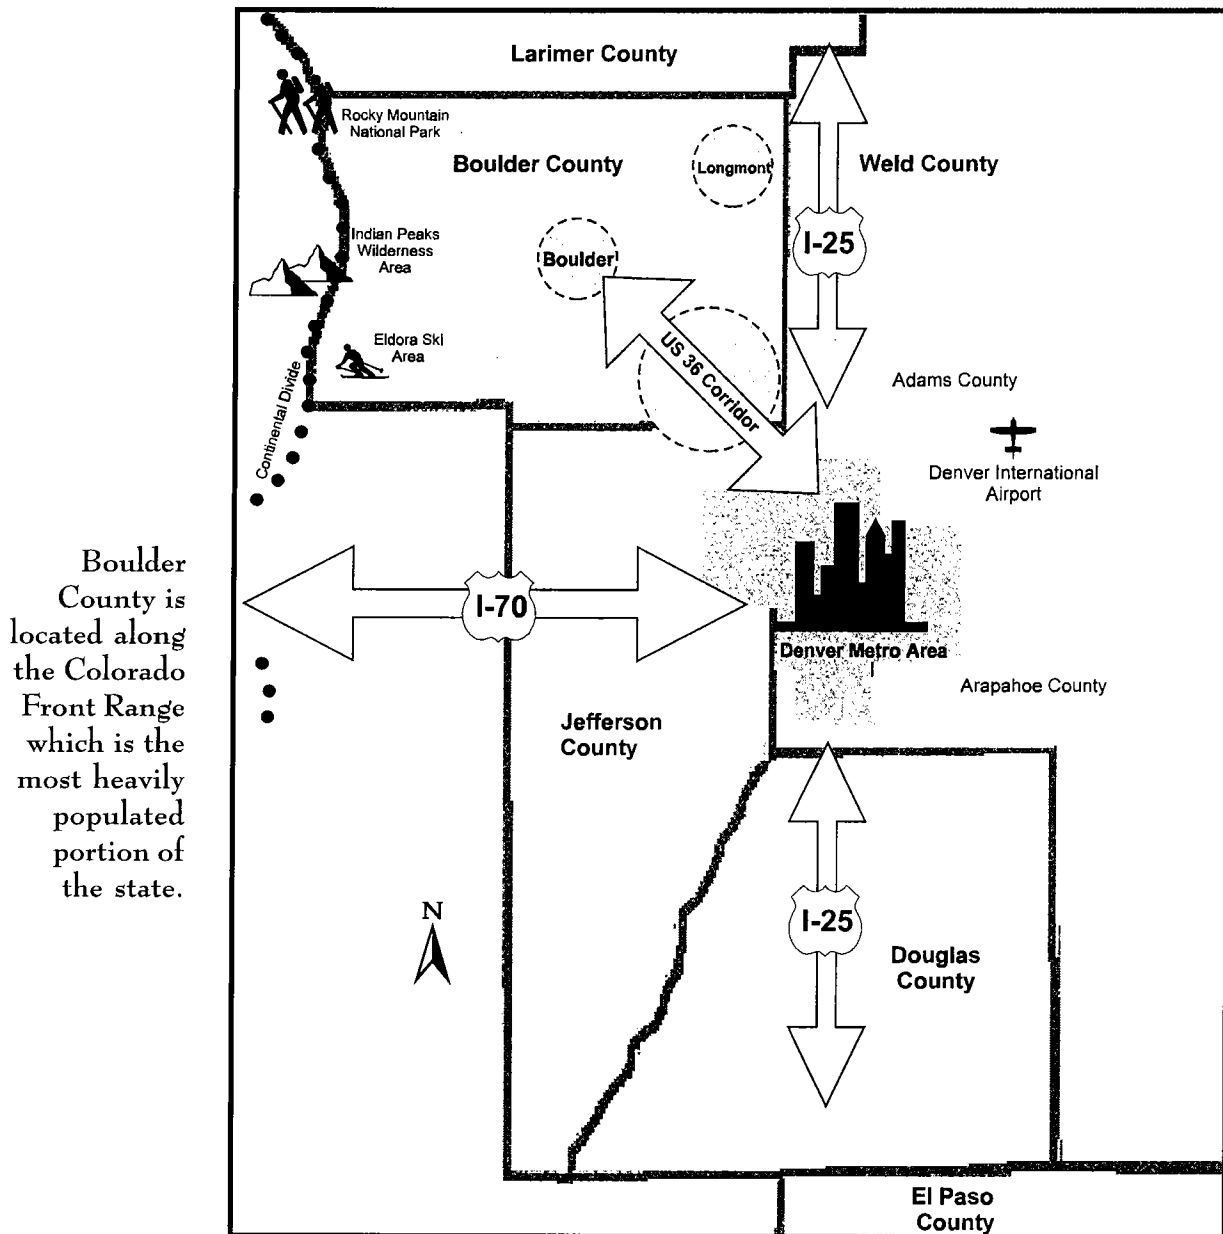 Larimer County
Rocky Mountain
National Park
Boulder County
Longmont
Weld County
I-25
Indian Peaks
Wilderness
Area
Boulder
US 36 Corridor
Eldora Ski
Area
Continental Divide
Adams County
Denver International
Airport
Boulder
County is
located along
the Colorado
Front Range
which is the
most heavily
populated
portion of
the state.
I-70
Denver Metro Area
Arapahoe County
Jefferson
County
N
I-25
Douglas
County
El Paso
County